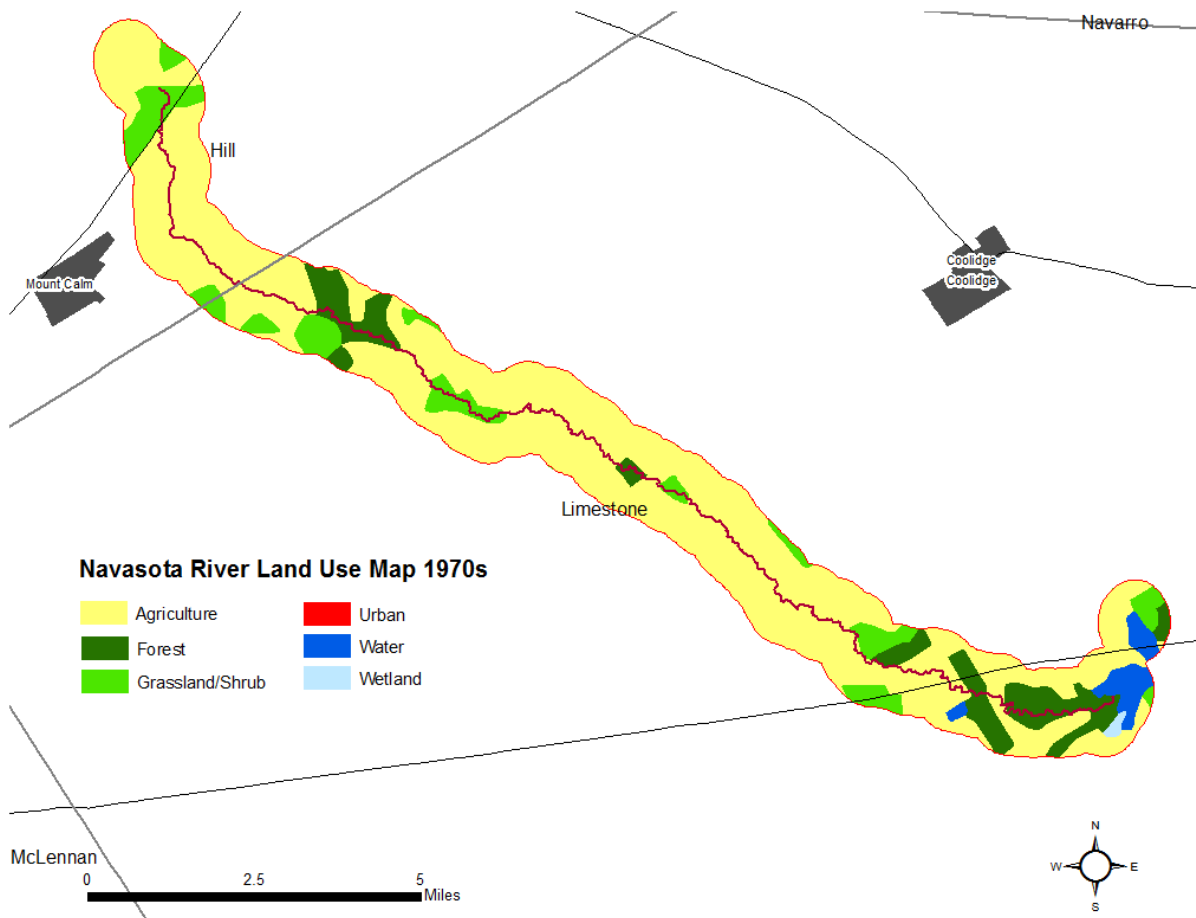 Navarro
Hill
Coolidge
Mount Calm
Coolidge
Limestone
Navasota River Land Use Map 1970s
Agriculture
Urban
Forest
Water
Grassland/Shrub
Wetland
N
W E
S
McLennan
0 2.5 5
Miles